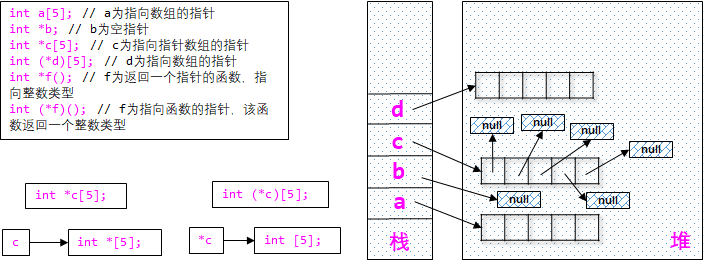 int a[5]; // a为指向数组的指针
int *b; // b为空指针
int *c[5]; // c为指向指针数组的指针
int (*d)[5]; // d为指向数组的指针
int *f(); // f为返回一个指针的函数, 指
向整数类型
int (*f)(); // f为指向函数的指针, 该函
数返回一个整数类型
int *c[5];
int (*c)[5];
c
int *[5];
*c
int [5];
d
c
b
a
栈
null
null
null
null
null
null
堆